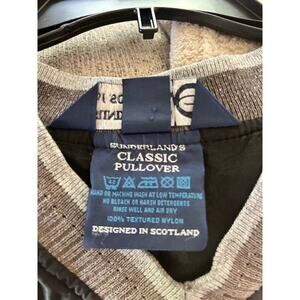 SUNDERLAND'S
CLASSIC
PULLOVER
HAND OR MACHINE WASH AT LOW TEMPERATURE
NO BLEACH OR HARSH DETERGENTS
RINSE WELL AND AIR DRY
100% TEXTURED NYLON
DESIGNED IN SCOTLAND